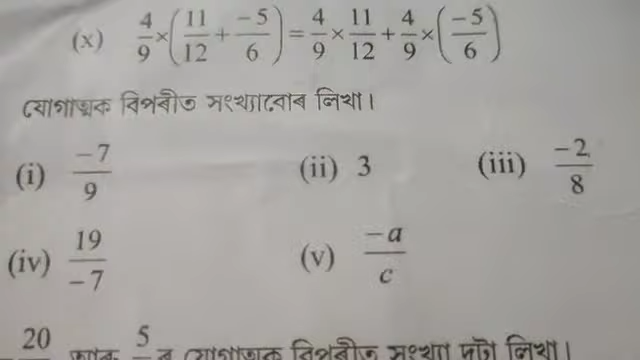 (x) 4/9 × (11/12 + -5/6) = 4/9 × 11/12 + 4/9 × (-5/6)
যোগাত্মক বিপৰীত সংখ্যাবোৰ লিখা।
(i) -7/9 (ii) 3 (iii) -2/8
(iv) 19/-7 (v) -a/c
20 5 ৰ যোগাত্মক বিপৰীত সংখ্যা লিখা।